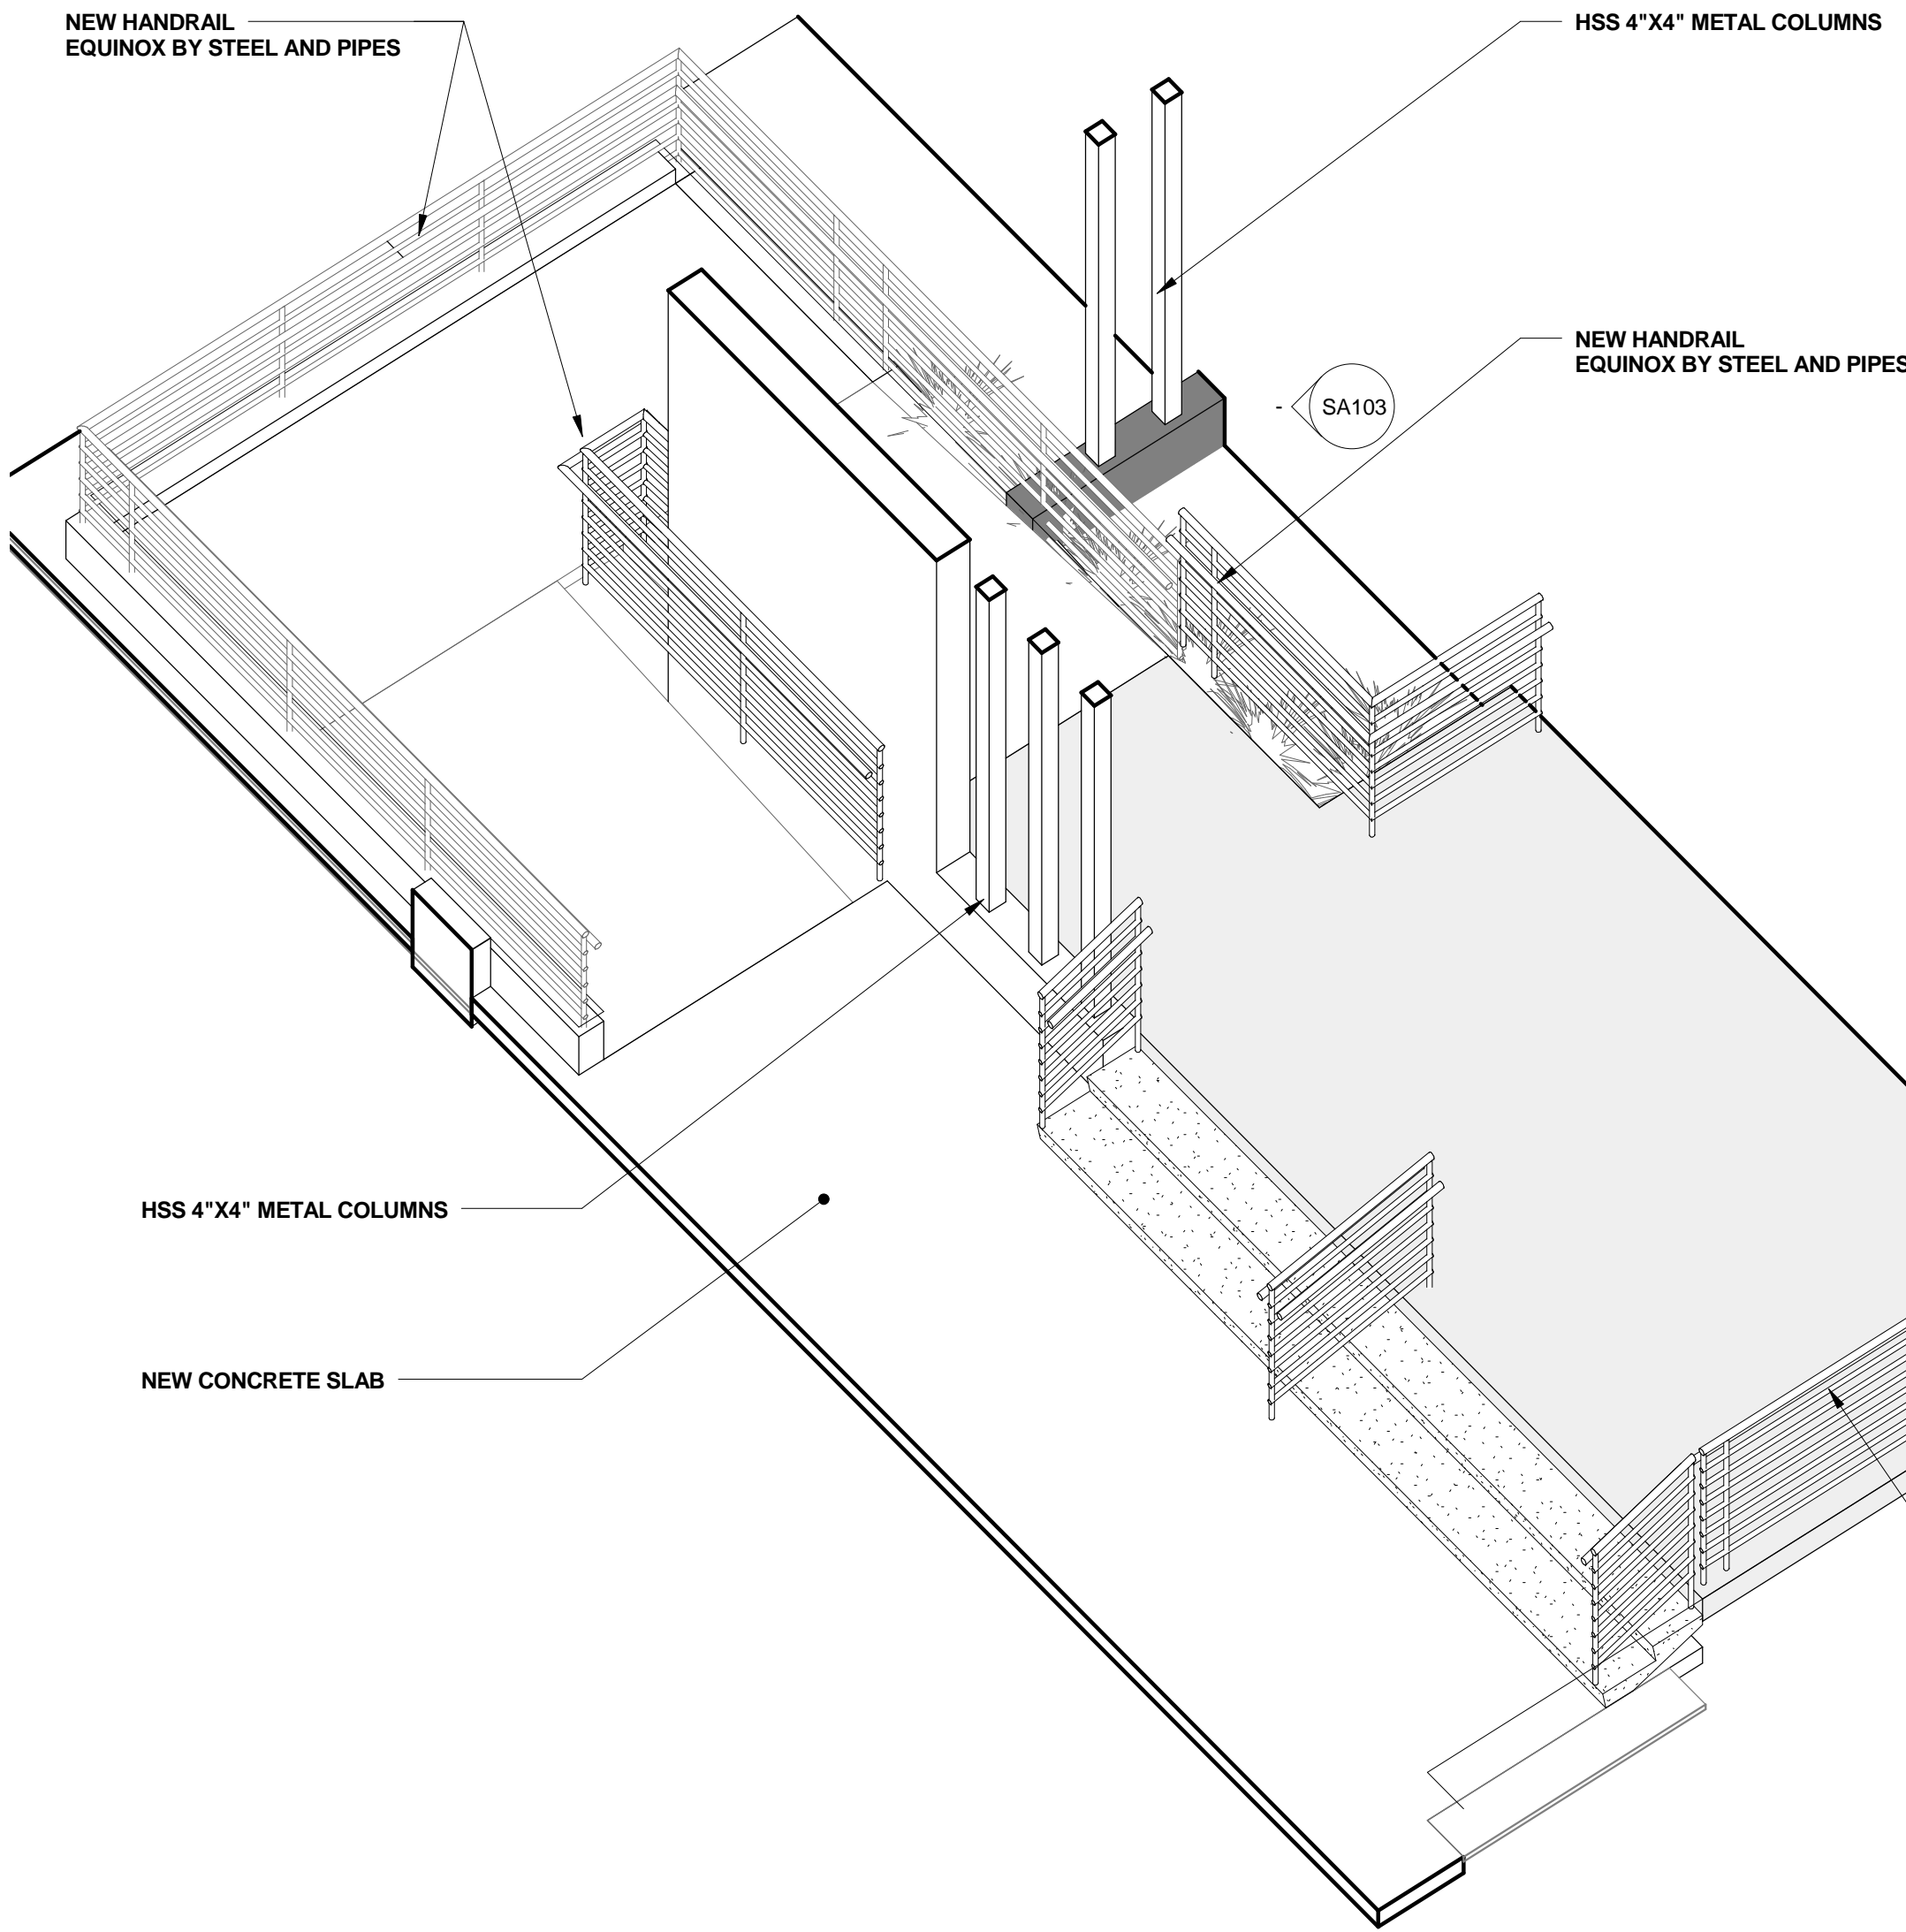 NEW HANDRAIL
EQUINOX BY STEEL AND PIPES
HSS 4"X4" METAL COLUMNS
NEW HANDRAIL
EQUINOX BY STEEL AND PIPES
- SA103
HSS 4"X4" METAL COLUMNS
NEW CONCRETE SLAB